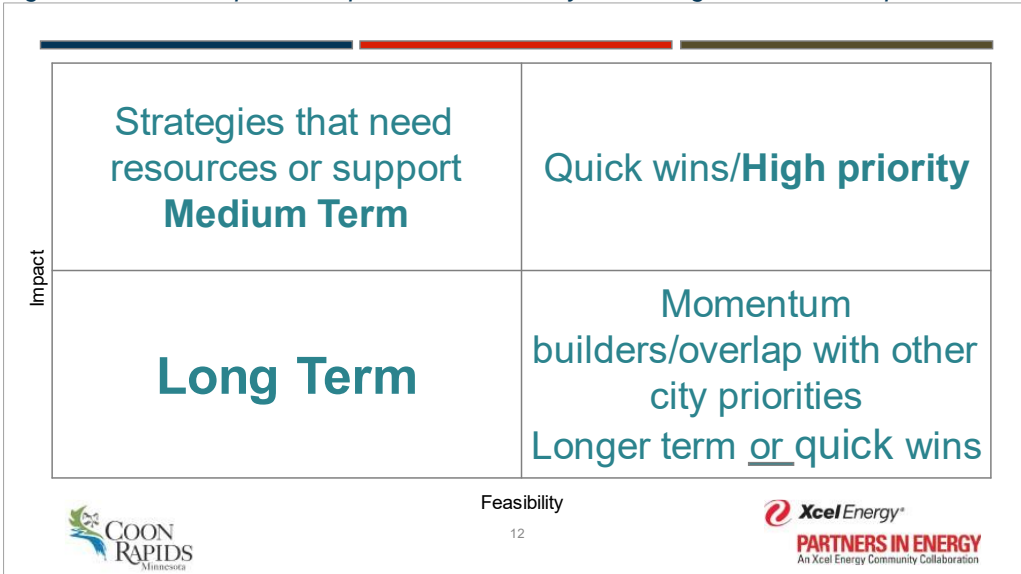 Strategies that need
resources or support
Medium Term
Quick wins/High priority
Impact
Long Term
Momentum
builders/overlap with other
city priorities
Longer term or quick wins
Feasibility
12
COON
RAPIDS
Minnesota
Xcel Energy®
PARTNERS IN ENERGY
An Xcel Energy Community Collaboration